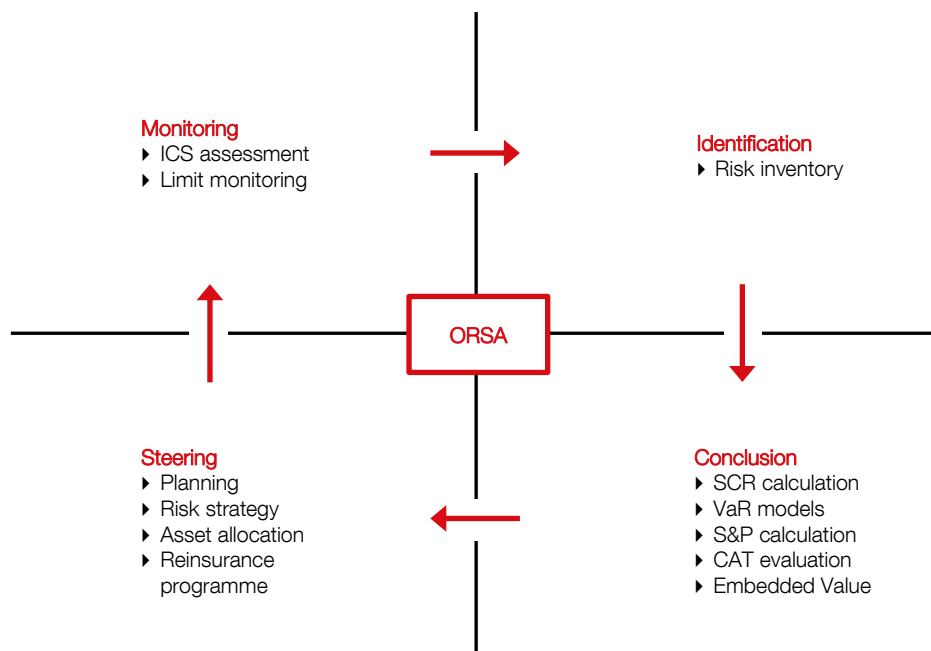 Monitoring
‣ ICS assessment
‣ Limit monitoring
Identification
‣ Risk inventory
ORSA
Steering
‣ Planning
‣ Risk strategy
‣ Asset allocation
‣ Reinsurance
programme
Conclusion
‣ SCR calculation
‣ VaR models
‣ S&P calculation
‣ CAT evaluation
‣ Embedded Value